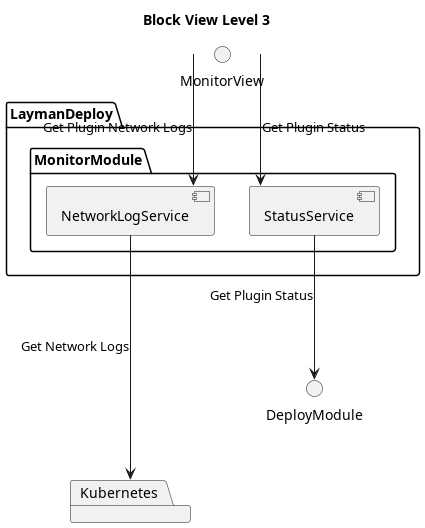 Block View Level 3
MonitorView
LaymanDeploy
Get Plugin Network Logs
Get Plugin Status
MonitorModule
NetworkLogService
StatusService
Get Plugin Status
Get Network Logs
DeployModule
Kubernetes